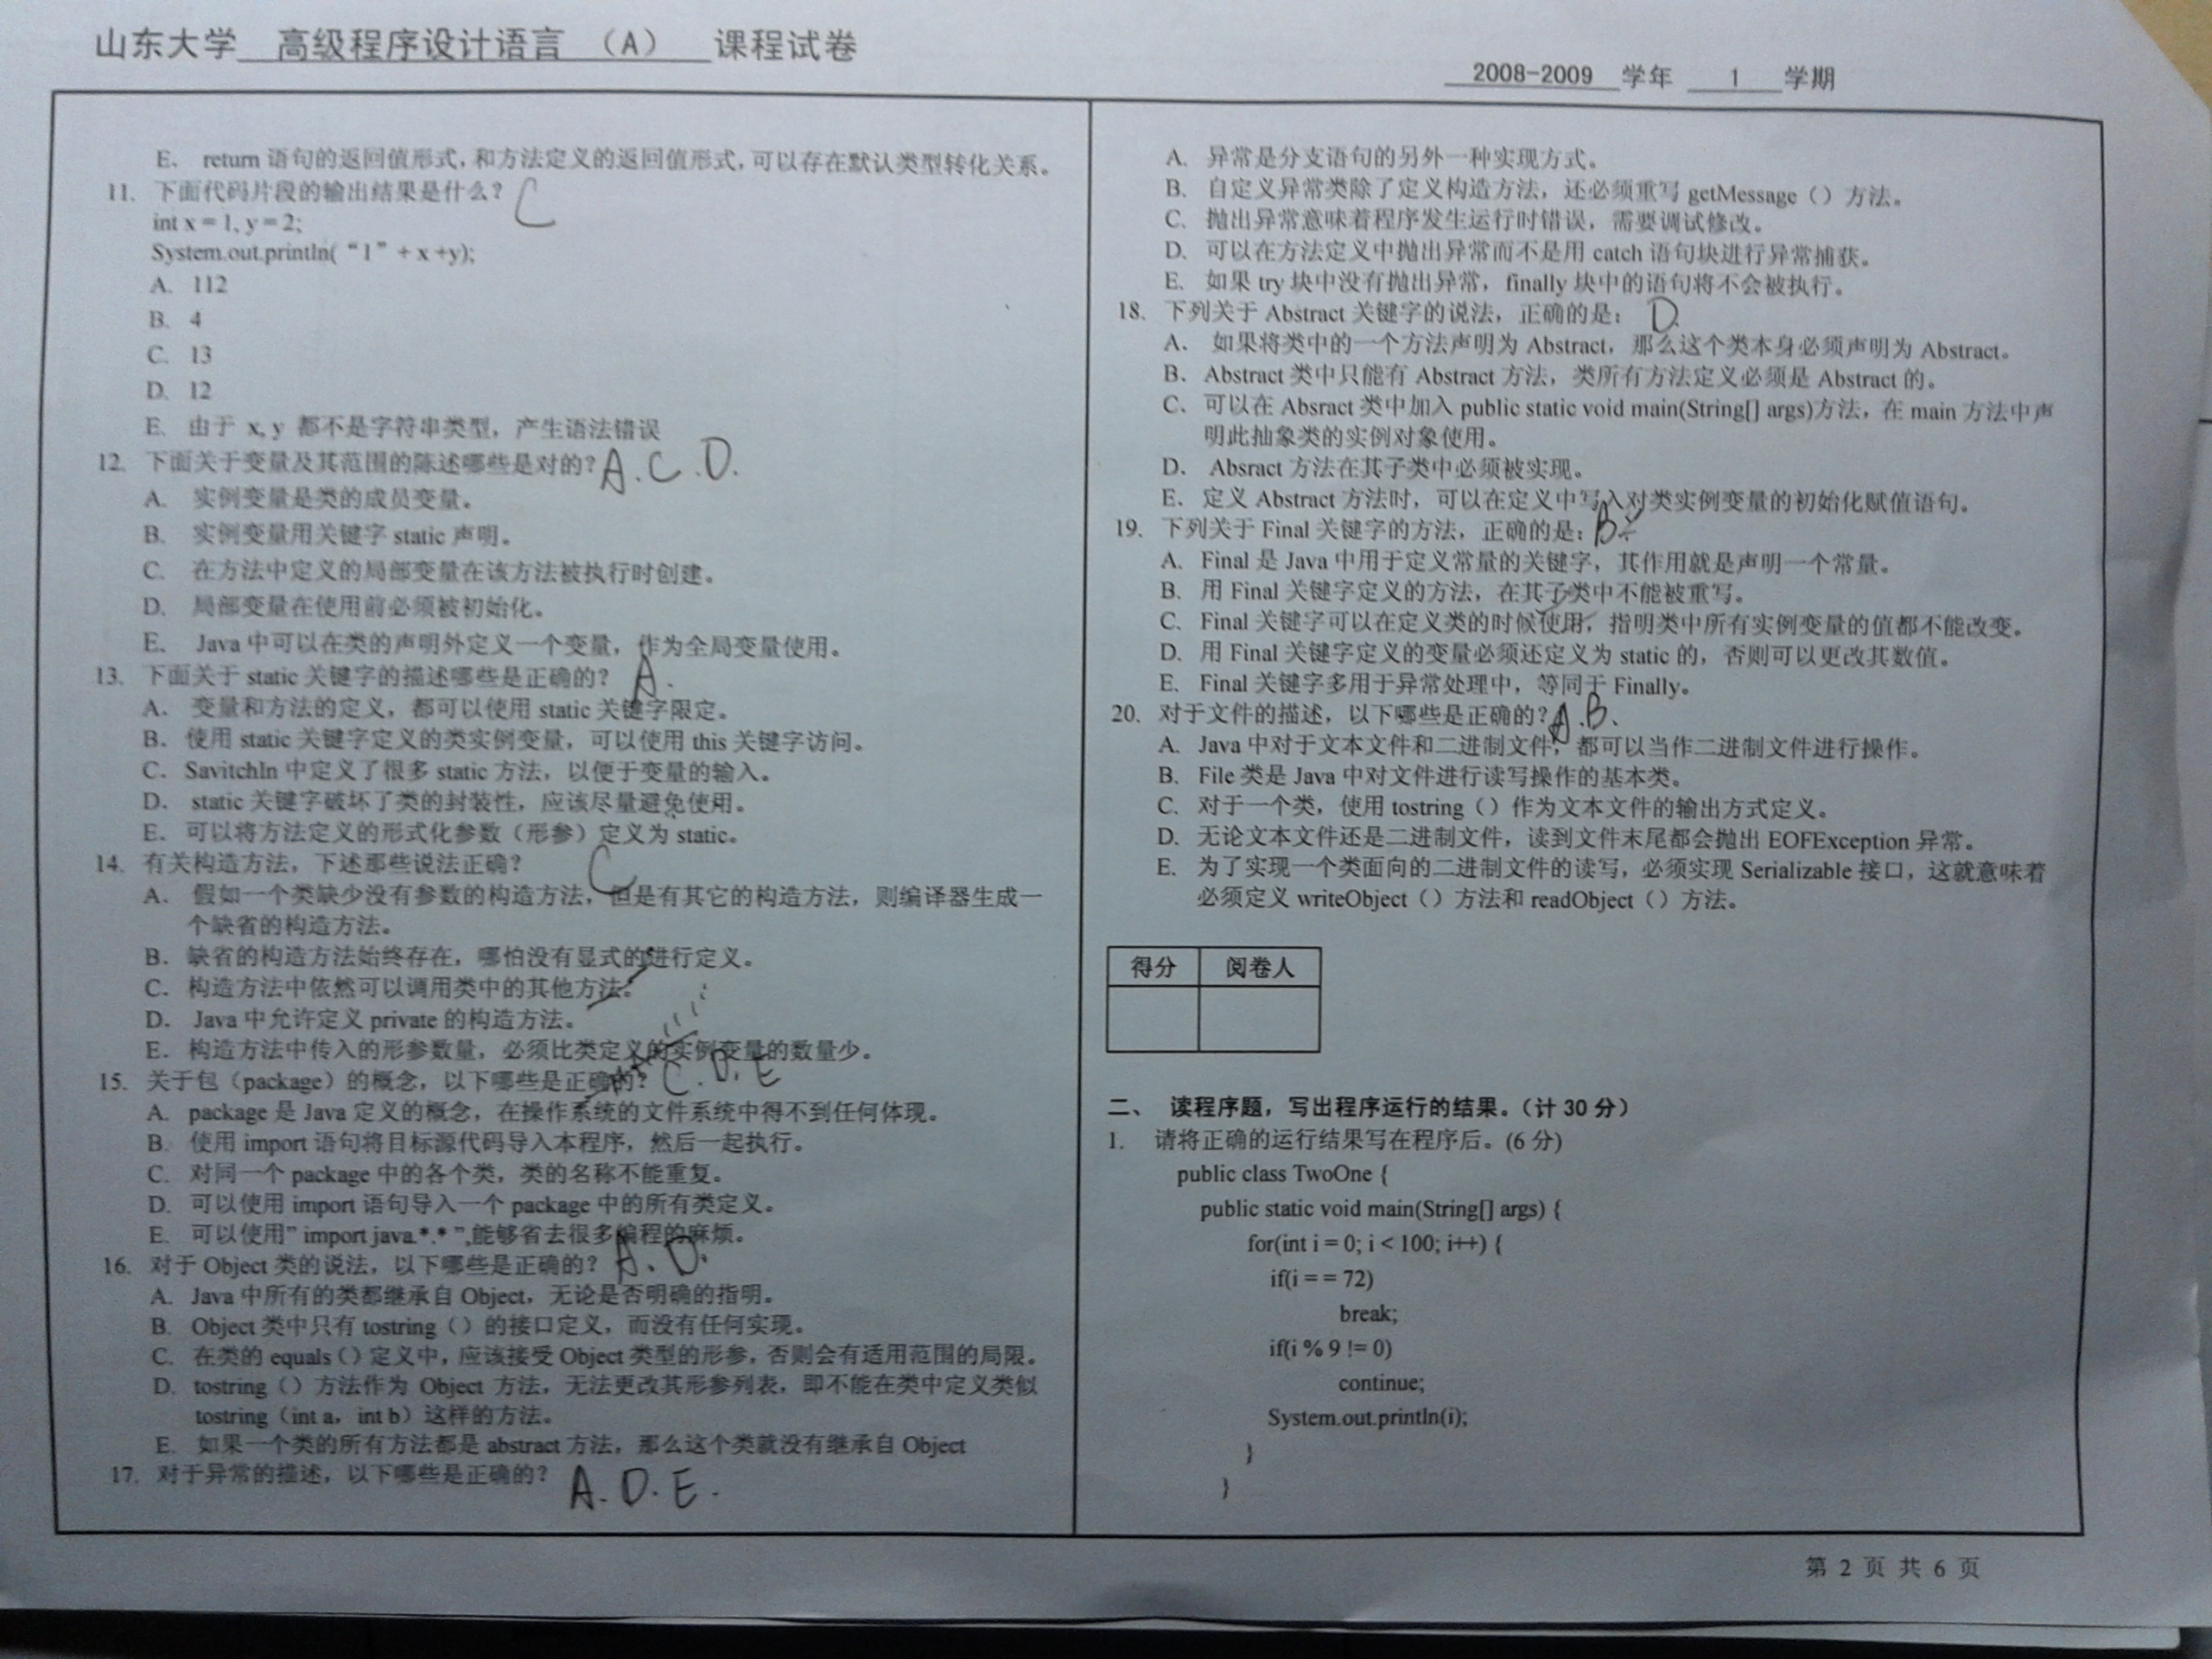 山东大学 高级程序设计语言 （A） 课程试卷
2008-2009 学年 1 学期
E. return 语句的返回值形式，和方法定义的返回值形式，可以存在默认类型转化关系。
11. 下面代码片段的输出结果是什么？ C
int x = 1, y = 2;
System.out.println( “1” + x +y);
A. 112
B. 4
C. 13
D. 12
E. 由于 x, y 都不是字符串类型，产生语法错误
12. 下面关于变量及其范围的陈述哪些是对的？ A.C.D.
A. 实例变量是类的成员变量。
B. 实例变量用关键字 static 声明。
C. 在方法中定义的局部变量在该方法被执行时创建。
D. 局部变量在使用前必须被初始化。
E. Java 中可以在类的声明外定义一个变量，作为全局变量使用。
13. 下面关于 static 关键字的描述哪些是正确的？ A.
A. 变量和方法的定义，都可以使用 static 关键字限定。
B. 使用 static 关键字定义的类实例变量，可以使用 this 关键字访问。
C. SavitchIn 中定义了很多 static 方法，以便于变量的输入。
D. static 关键字破坏了类的封装性，应该尽量避免使用。
E. 可以将方法定义的形式化参数（形参）定义为 static。
14. 有关构造方法，下述那些说法正确？ C
A. 假如一个类缺少没有参数的构造方法，但是有其它的构造方法，则编译器生成一
个缺省的构造方法。
B. 缺省的构造方法始终存在，哪怕没有显式的进行定义。
C. 构造方法中依然可以调用类中的其他方法。
D. Java 中允许定义 private 的构造方法。
E. 构造方法中传入的形参数量，必须比类定义的实例变量的数量少。
15. 关于包（package）的概念，以下哪些是正确的？ C.D.E
A. package 是 Java 定义的概念，在操作系统的文件系统中得不到任何体现。
B. 使用 import 语句将目标源代码导入本程序，然后一起执行。
C. 对同一个 package 中的各个类，类的名称不能重复。
D. 可以使用 import 语句导入一个 package 中的所有类定义。
E. 可以使用” import java.*.* ”,能够省去很多编程的麻烦。
16. 对于 Object 类的说法，以下哪些是正确的？ A、D.
A. Java 中所有的类都继承自 Object，无论是否明确的指明。
B. Object 类中只有 tostring（）的接口定义，而没有任何实现。
C. 在类的 equals（）定义中，应该接受 Object 类型的形参，否则会有适用范围的局限。
D. tostring（）方法作为 Object 方法，无法更改其形参列表，即不能在类中定义类似
tostring（int a，int b）这样的方法。
E. 如果一个类的所有方法都是 abstract 方法，那么这个类就没有继承自 Object
17. 对于异常的描述，以下哪些是正确的？ A.D.E.
A. 异常是分支语句的另外一种实现方式。
B. 自定义异常类除了定义构造方法，还必须重写 getMessage（）方法。
C. 抛出异常意味着程序发生运行时错误，需要调试修改。
D. 可以在方法定义中抛出异常而不是用 catch 语句块进行异常捕获。
E. 如果 try 块中没有抛出异常，finally 块中的语句将不会被执行。
18. 下列关于 Abstract 关键字的说法，正确的是： D
A. 如果将类中的一个方法声明为 Abstract，那么这个类本身必须声明为 Abstract。
B. Abstract 类中只能有 Abstract 方法，类所有方法定义必须是 Abstract 的。
C. 可以在 Absract 类中加入 public static void main(String[] args)方法，在 main 方法中声
明此抽象类的实例对象使用。
D. Absract 方法在其子类中必须被实现。
E. 定义 Abstract 方法时，可以在定义中写入对类实例变量的初始化赋值语句。
19. 下列关于 Final 关键字的方法，正确的是： B
A. Final 是 Java 中用于定义常量的关键字，其作用就是声明一个常量。
B. 用 Final 关键字定义的方法，在其子类中不能被重写。
C. Final 关键字可以在定义类的时候使用，指明类中所有实例变量的值都不能改变。
D. 用 Final 关键字定义的变量必须还定义为 static 的，否则可以更改其数值。
E. Final 关键字多用于异常处理中，等同于 Finally。
20. 对于文件的描述，以下哪些是正确的？ A.B、
A. Java 中对于文本文件和二进制文件，都可以当作二进制文件进行操作。
B. File 类是 Java 中对文件进行读写操作的基本类。
C. 对于一个类，使用 tostring（）作为文本文件的输出方式定义。
D. 无论文本文件还是二进制文件，读到文件末尾都会抛出 EOFException 异常。
E. 为了实现一个类面向的二进制文件的读写，必须实现 Serializable 接口，这就意味着
必须定义 writeObject（）方法和 readObject（）方法。
得分 阅卷人
二、 读程序题，写出程序运行的结果。（计 30 分）
1. 请将正确的运行结果写在程序后。(6 分)
public class TwoOne {
public static void main(String[] args) {
for(int i = 0; i < 100; i++) {
if(i = = 72)
break;
if(i % 9 != 0)
continue;
System.out.println(i);
}
}
第 2 页 共 6 页